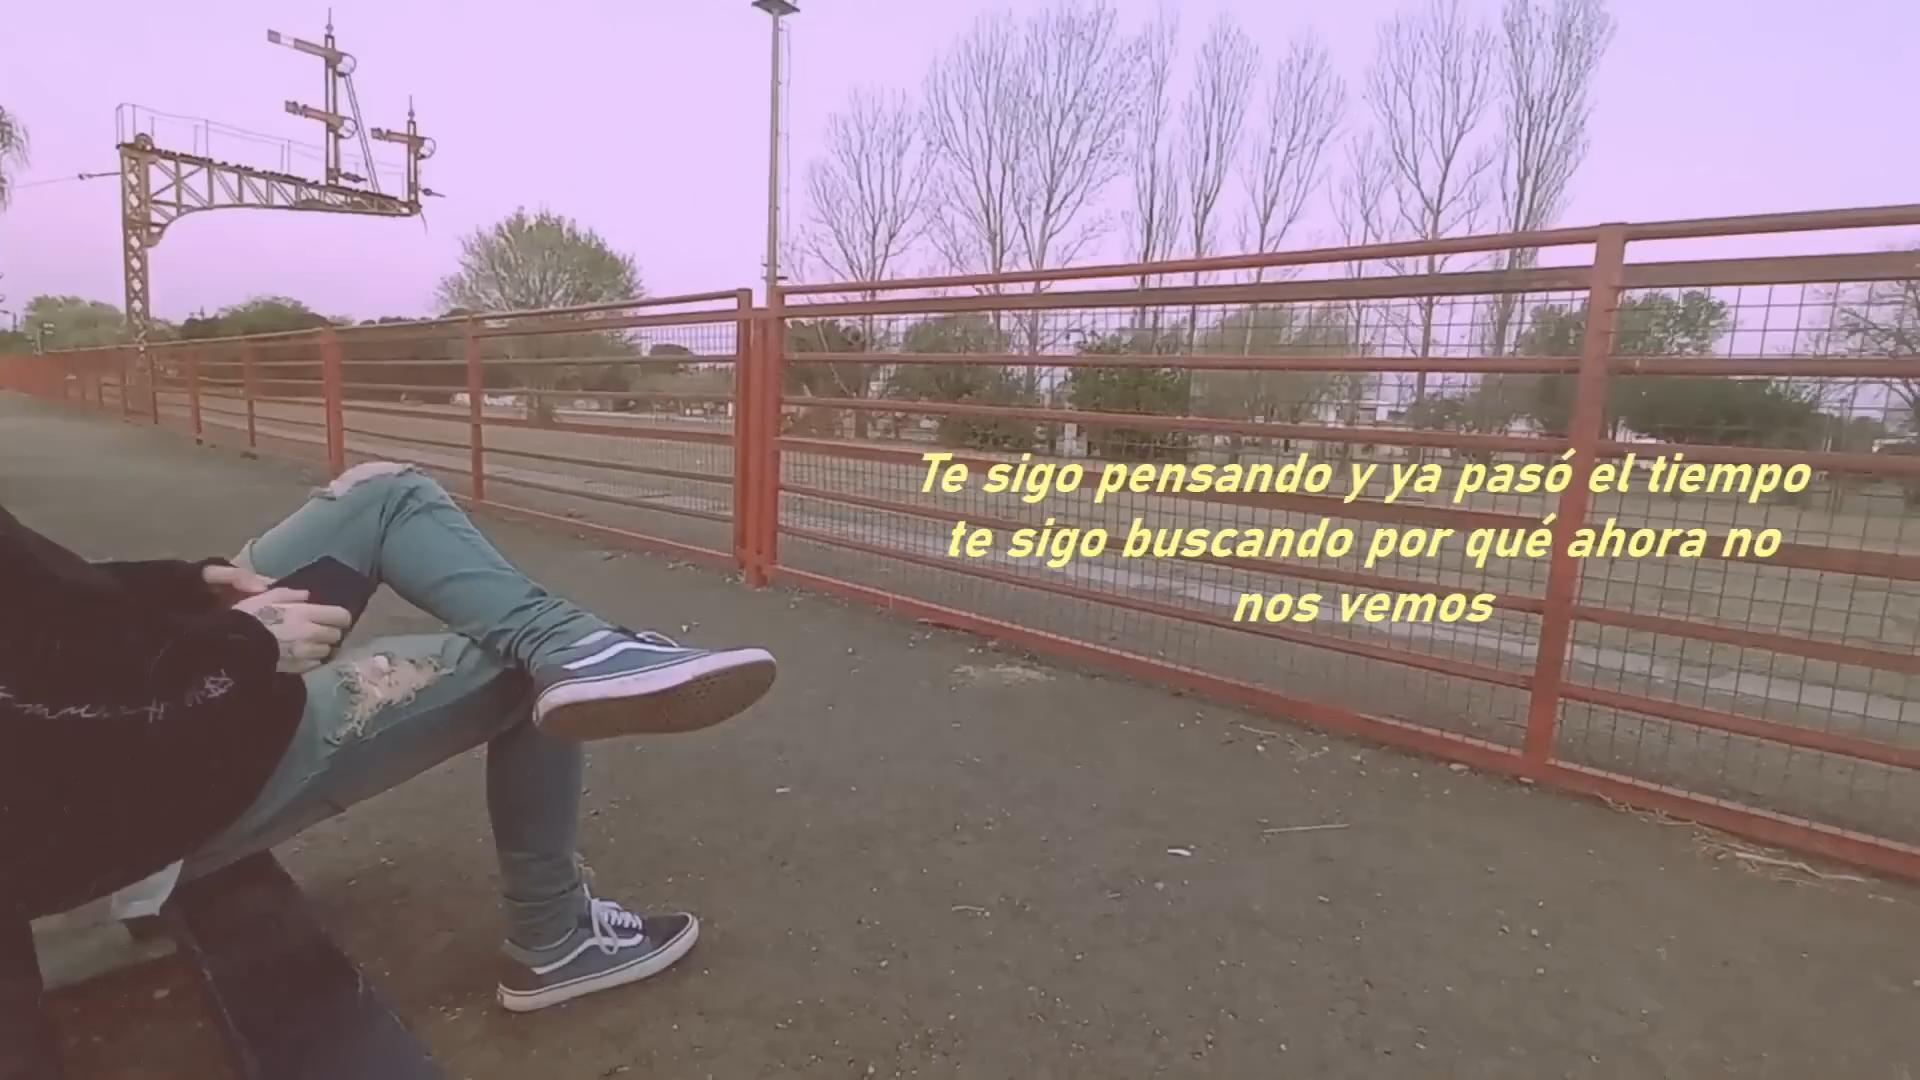 Te sigo pensando y ya pasó el tiempo
te sigo buscando por qué ahora no
nos vemos